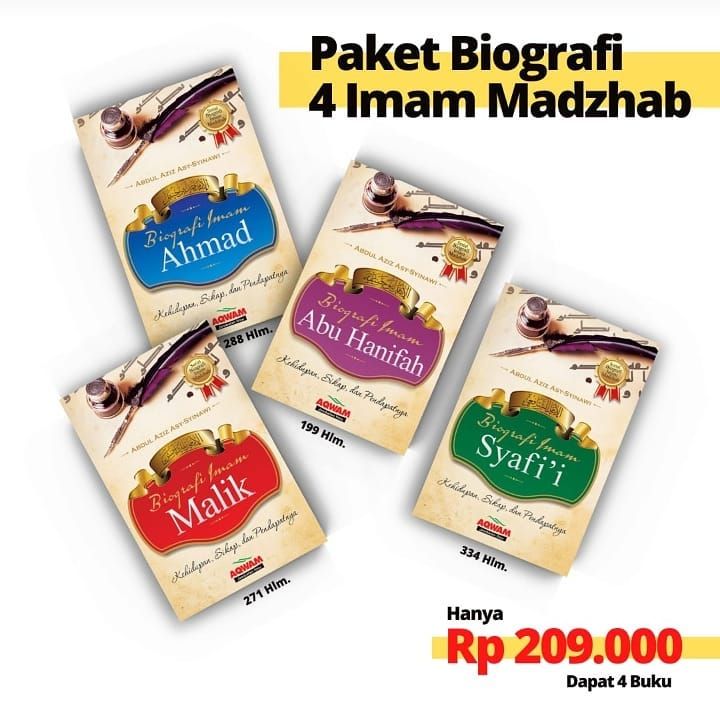 Paket Biografi
4 Imam Madzhab
ABDUL AZIZ ASY-SYINAWI
Biografi Imam
Ahmad
Kehidupan, Sikap, dan Pendapatnya
AQWAM
288 Hlm.
ABDUL AZIZ ASY-SYINAWI
Biografi Imam
Abu Hanifah
Kehidupan, Sikap, dan Pendapatnya
AQWAM
199 Hlm.
ABDUL AZIZ ASY-SYINAWI
Biografi Imam
Malik
Kehidupan, Sikap, dan Pendapatnya
AQWAM
271 Hlm.
ABDUL AZIZ ASY-SYINAWI
Biografi Imam
Syafi'i
Kehidupan, Sikap, dan Pendapatnya
AQWAM
334 Hlm.
Hanya
Rp 209.000
Dapat 4 Buku